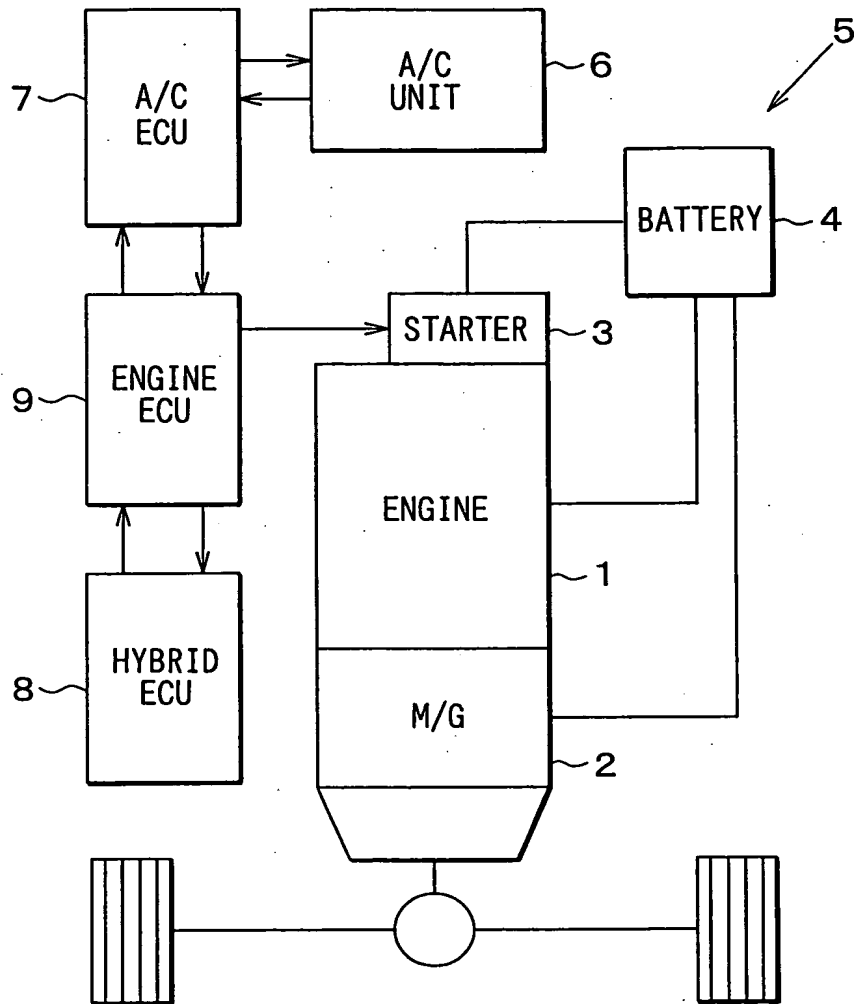 5
7
A/C
ECU
A/C
UNIT
6
BATTERY
4
STARTER
3
9
ENGINE
ECU
ENGINE
1
8
HYBRID
ECU
M/G
2